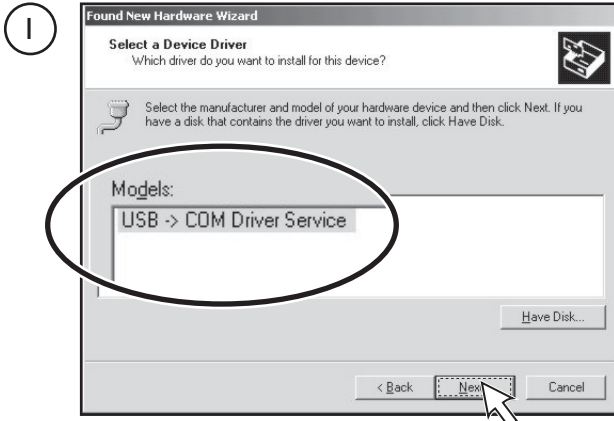 I
Found New Hardware Wizard
Select a Device Driver
Which driver do you want to install for this device?
Select the manufacturer and model of your hardware device and then click Next. If you
have a disk that contains the driver you want to install, click Have Disk.
Models:
USB -> COM Driver Service
Have Disk...
< Back Next Cancel